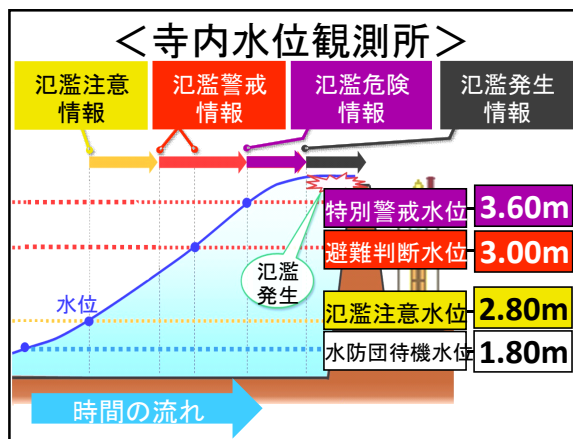 ＜寺内水位観測所＞
氾濫注意
情報
氾濫警戒
情報
氾濫危険
情報
氾濫発生
情報
特別警戒水位
3.60m
避難判断水位
3.00m
氾濫
発生
水位
氾濫注意水位
2.80m
水防団待機水位
1.80m
時間の流れ